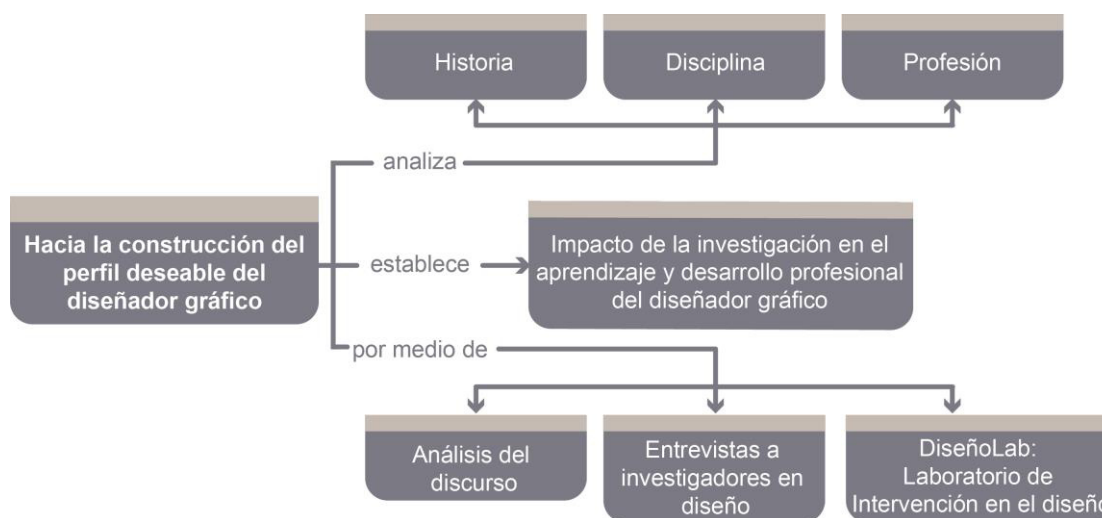 Historia
Disciplina
Profesión
analiza
Hacia la construcción del
perfil deseable del
diseñador gráfico
establece
Impacto de la investigación en el
aprendizaje y desarrollo profesional
del diseñador gráfico
por medio de
Análisis del
discurso
Entrevistas a
investigadores en
diseño
DiseñoLab:
Laboratorio de
Intervención en el diseño